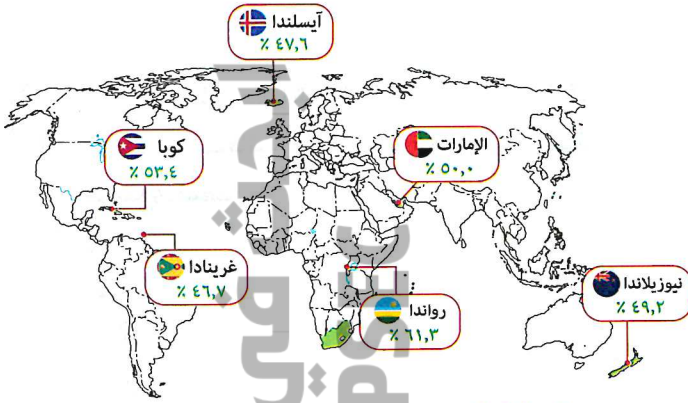 آيسلندا
٤٧,٦ ٪
كوبا
٥٣,٤ ٪
الإمارات
٥٠,٠ ٪
غرينادا
٤٦,٧ ٪
رواندا
٦١,٣ ٪
نيوزيلاندا
٤٩,٢ ٪